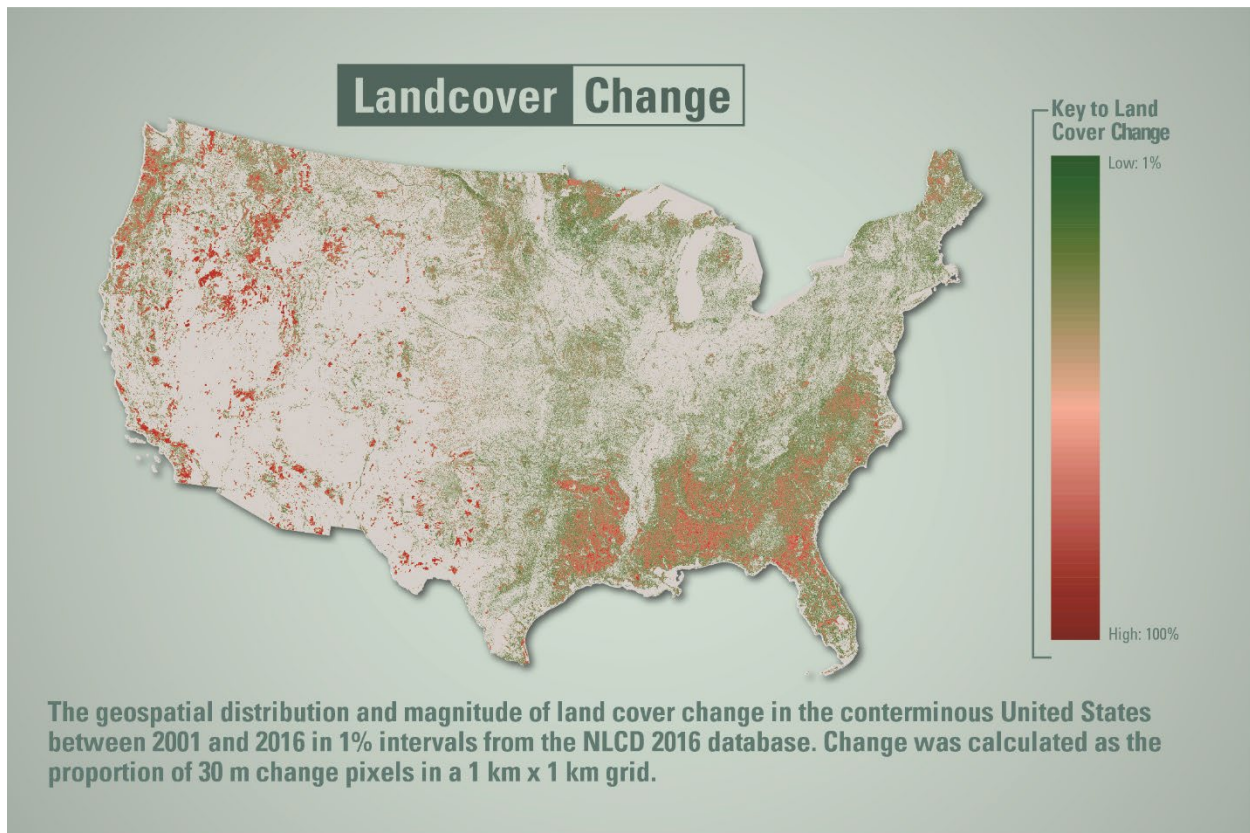 Landcover Change
Key to Land
Cover Change
Low: 1%
High: 100%
The geospatial distribution and magnitude of land cover change in the conterminous United States
between 2001 and 2016 in 1% intervals from the NLCD 2016 database. Change was calculated as the
proportion of 30 m change pixels in a 1 km x 1 km grid.